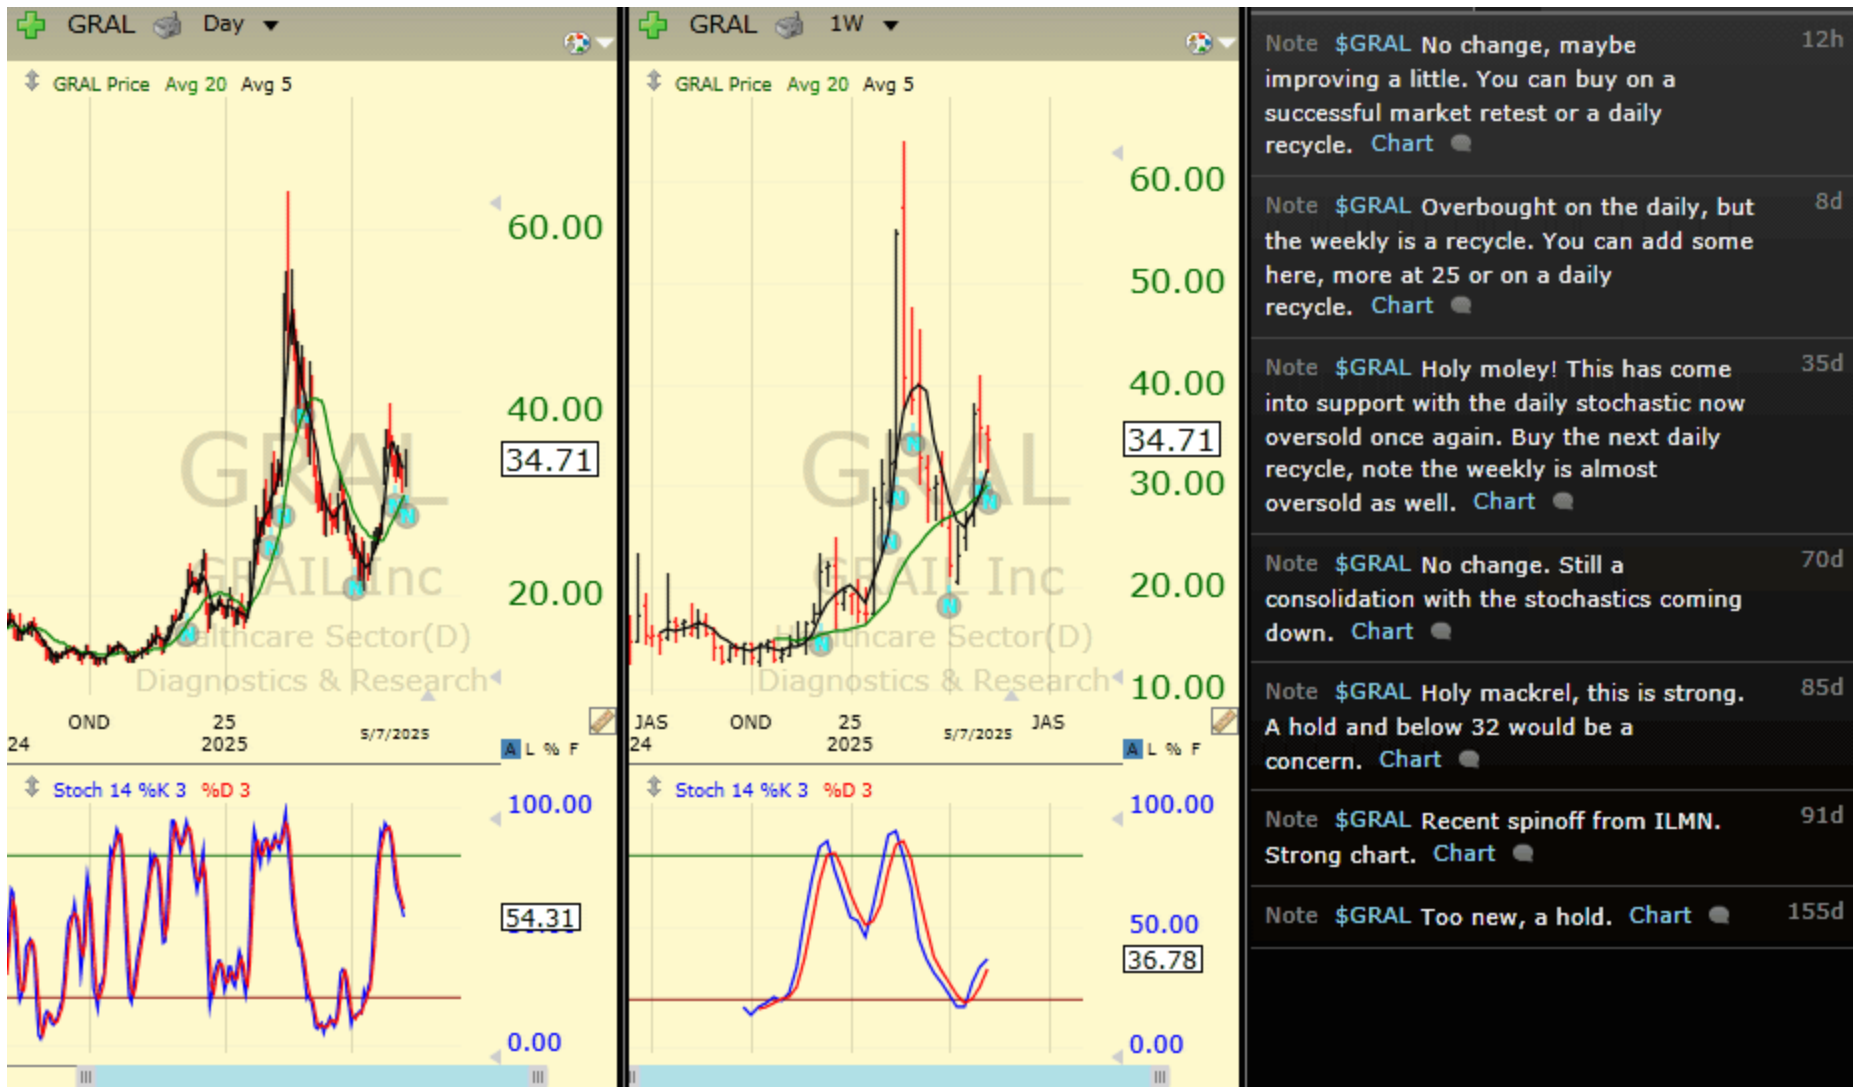 GRAL Day
GRAL Price Avg 20 Avg 5
60.00
40.00
34.71
20.00
GRAL
GRAIL Inc
Healthcare Sector(D)
Diagnostics & Research
OND 25 5/7/2025
24 2025
A L % F
Stoch 14 %K 3 %D 3
100.00
54.31
0.00
GRAL 1W
GRAL Price Avg 20 Avg 5
60.00
50.00
40.00
34.71
30.00
20.00
10.00
GRAL
GRAIL Inc
Healthcare Sector(D)
Diagnostics & Research
JAS OND 25 5/7/2025 JAS
24 2025
A L % F
Stoch 14 %K 3 %D 3
100.00
50.00
36.78
0.00
Note $GRAL No change, maybe 12h
improving a little. You can buy on a
successful market retest or a daily
recycle. Chart
Note $GRAL Overbought on the daily, but 8d
the weekly is a recycle. You can add some
here, more at 25 or on a daily
recycle. Chart
Note $GRAL Holy moley! This has come 35d
into support with the daily stochastic now
oversold once again. Buy the next daily
recycle, note the weekly is almost
oversold as well. Chart
Note $GRAL No change. Still a 70d
consolidation with the stochastics coming
down. Chart
Note $GRAL Holy mackrel, this is strong. 85d
A hold and below 32 would be a
concern. Chart
Note $GRAL Recent spinoff from ILMN. 91d
Strong chart. Chart
Note $GRAL Too new, a hold. Chart 155d